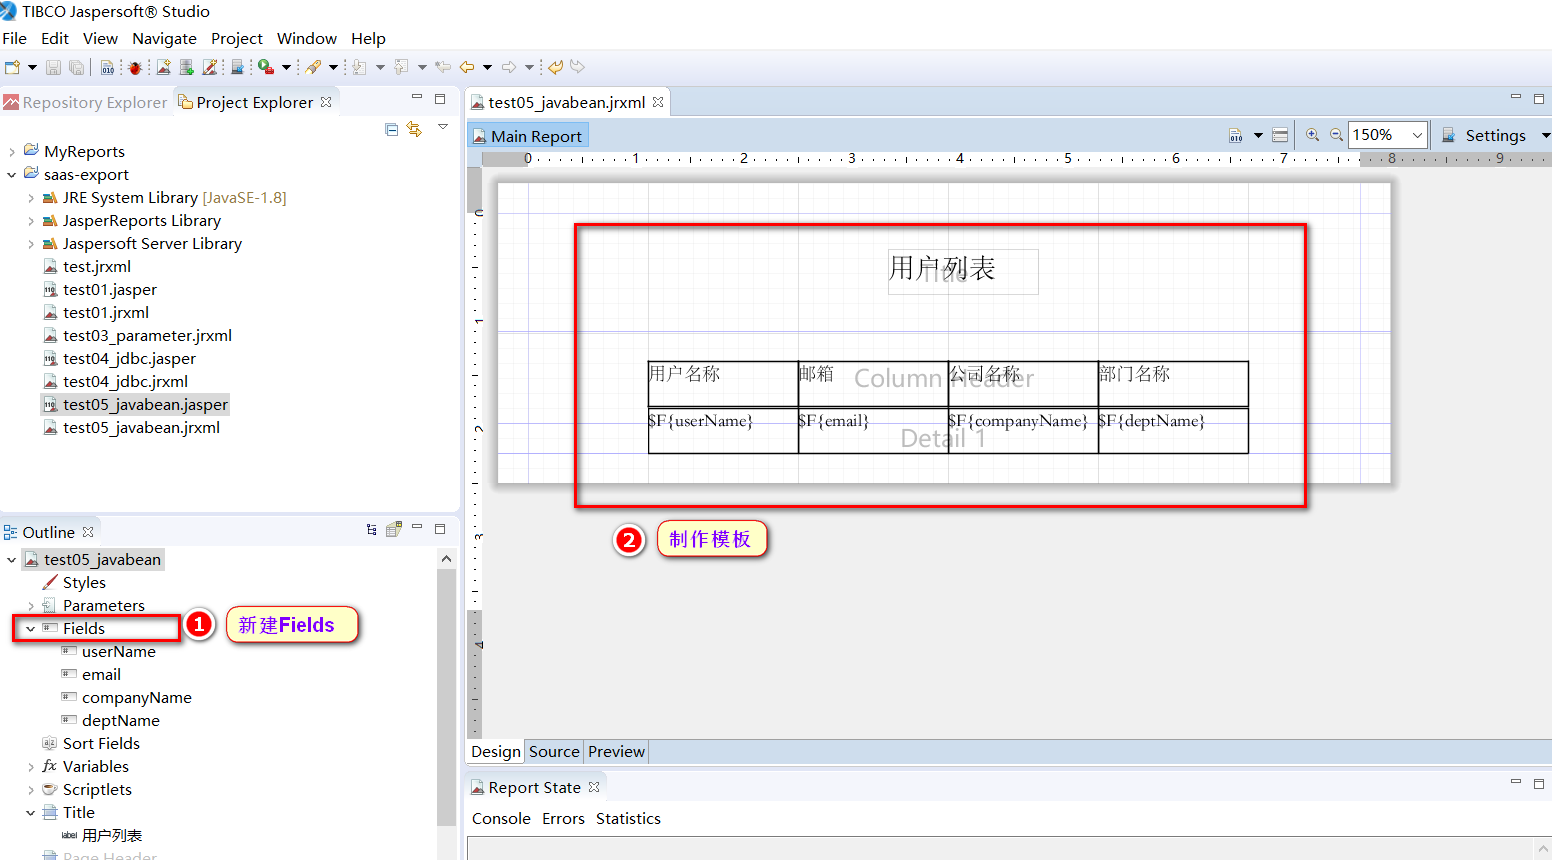 TIBCO Jaspersoft® Studio
File Edit View Navigate Project Window Help
Repository Explorer Project Explorer
MyReports
saas-export
JRE System Library [JavaSE-1.8]
JasperReports Library
Jaspersoft Server Library
test.jrxml
test01.jasper
test01.jrxml
test03_parameter.jrxml
test04_jdbc.jasper
test04_jdbc.jrxml
test05_javabean.jasper
test05_javabean.jrxml
Outline
test05_javabean
Styles
Parameters
Fields
1 新建Fields
userName
email
companyName
deptName
Sort Fields
Variables
Scriptlets
Title
label 用户列表
Page Header
test05_javabean.jrxml
Main Report
150% Settings
0 1 2 3 4 5 6 7 8 9
0
1
2
3
4
用户列表
Title
用户名称 邮箱 公司名称 部门名称
Column Header
$F{userName} $F{email} $F{companyName} $F{deptName}
Detail 1
2 制作模板
Design Source Preview
Report State
Console Errors Statistics